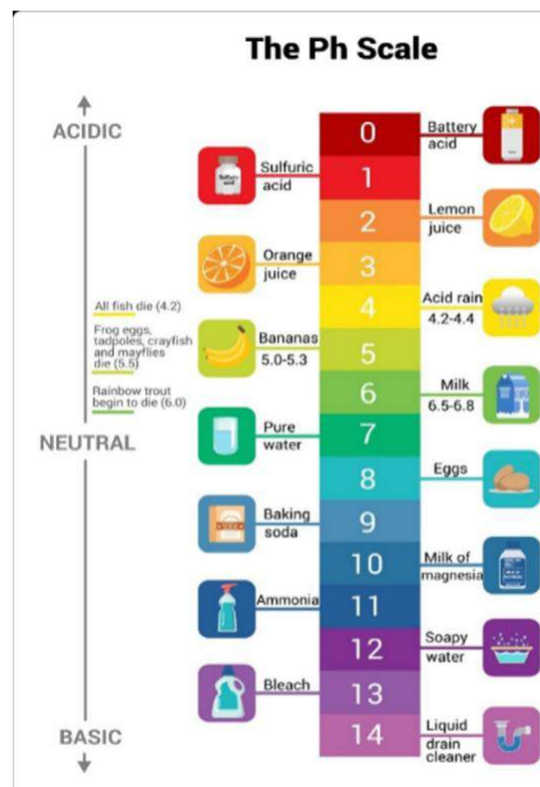 The Ph Scale
ACIDIC
0
Battery
acid
Sulfuric
acid
Sulfuric
acid
1
2
Lemon
juice
Orange
juice
3
All fish die (4.2)
4
Acid rain
4.2-4.4
Frog eggs,
tadpoles, crayfish
and mayflies
die (5.5)
Bananas
5.0-5.3
5
Rainbow trout
begin to die (6.0)
6
Milk
6.5-6.8
NEUTRAL
Pure
water
7
8
Eggs
Baking
soda
9
10
Milk of
magnesia
Ammonia
11
12
Soapy
water
Bleach
13
BASIC
14
Liquid
drain
cleaner